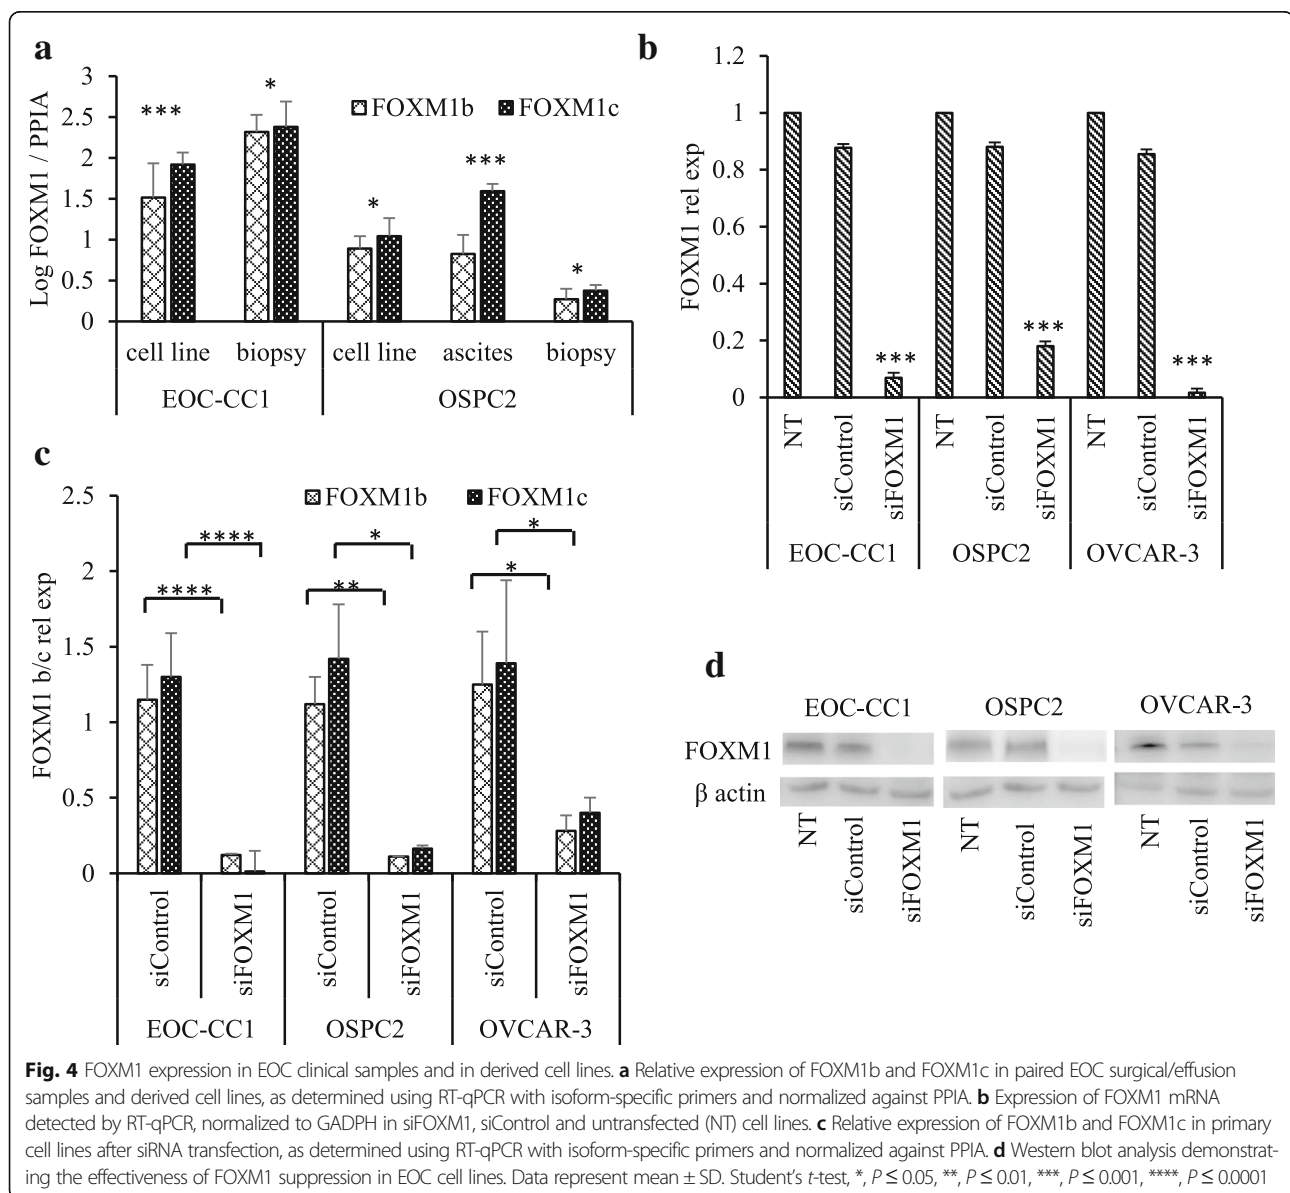 a
3
2.5
2
1.5
1
0.5
0
Log FOXM1 / PPIA
FOXM1b
FOXM1c
***
*
*
***
*
cell line
biopsy
cell line
ascites
biopsy
EOC-CC1
OSPC2
b
1.2
1
0.8
0.6
0.4
0.2
0
FOXM1 rel exp
***
***
***
NT
siControl
siFOXM1
NT
siControl
siFOXM1
NT
siControl
siFOXM1
EOC-CC1
OSPC2
OVCAR-3
c
2.5
2
1.5
1
0.5
0
FOXM1 b/c rel exp
FOXM1b
FOXM1c
****
****
*
**
*
*
siControl
siFOXM1
siControl
siFOXM1
siControl
siFOXM1
EOC-CC1
OSPC2
OVCAR-3
d
EOC-CC1
OSPC2
OVCAR-3
FOXM1
β actin
NT
siControl
siFOXM1
NT
siControl
siFOXM1
NT
siControl
siFOXM1
Fig. 4 FOXM1 expression in EOC clinical samples and in derived cell lines. a Relative expression of FOXM1b and FOXM1c in paired EOC surgical/effusion
samples and derived cell lines, as determined using RT-qPCR with isoform-specific primers and normalized against PPIA. b Expression of FOXM1 mRNA
detected by RT-qPCR, normalized to GADPH in siFOXM1, siControl and untransfected (NT) cell lines. c Relative expression of FOXM1b and FOXM1c in primary
cell lines after siRNA transfection, as determined using RT-qPCR with isoform-specific primers and normalized against PPIA. d Western blot analysis demonstrat-
ing the effectiveness of FOXM1 suppression in EOC cell lines. Data represent mean ± SD. Student's t-test, *, P ≤ 0.05, **, P ≤ 0.01, ***, P ≤ 0.001, ****, P ≤ 0.0001